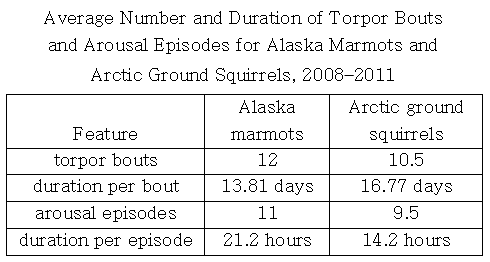 Average Number and Duration of Torpor Bouts
and Arousal Episodes for Alaska Marmots and
Arctic Ground Squirrels, 2008–2011
Feature Alaska marmots Arctic ground squirrels
torpor bouts 12 10.5
duration per bout 13.81 days 16.77 days
arousal episodes 11 9.5
duration per episode 21.2 hours 14.2 hours